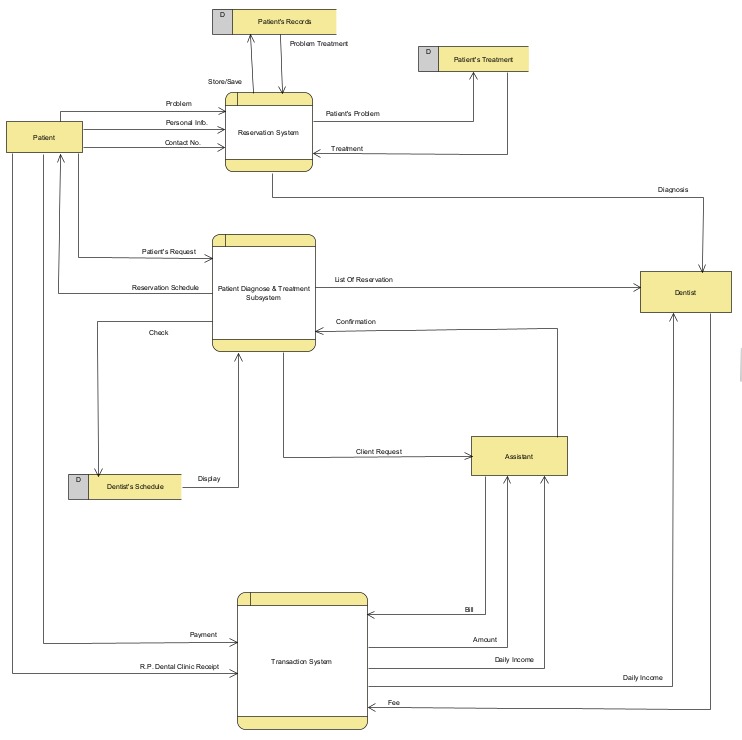 D
Patient's Records
Problem Treatment
D
Patient's Treatment
Store/Save
Problem
Personal Info.
Contact No.
Patient
Reservation System
Patient's Problem
Treatment
Diagnosis
Patient's Request
Reservation Schedule
Patient Diagnose & Treatment
Subsystem
List Of Reservation
Dentist
Confirmation
Check
Client Request
Assistant
D
Dentist's Schedule
Display
Bill
Payment
Amount
Transaction System
Daily Income
R.P. Dental Clinic Receipt
Daily Income
Fee